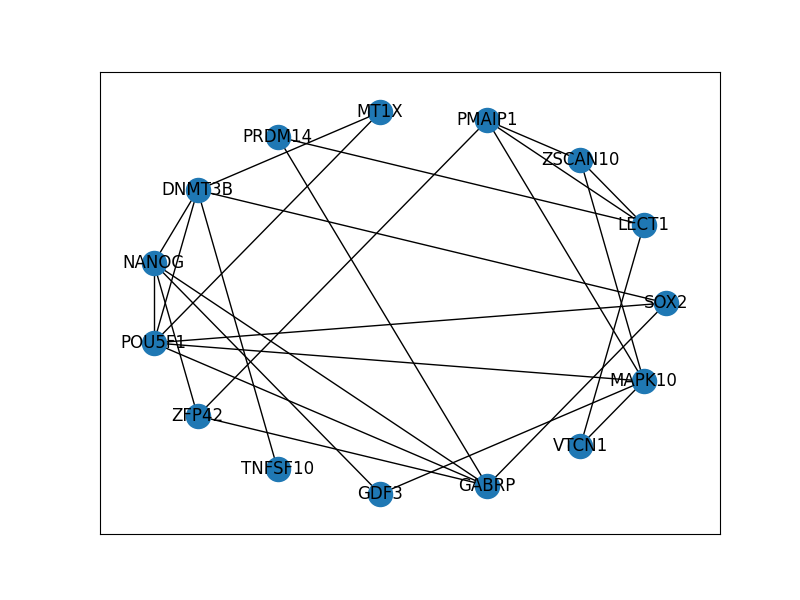 MT1X
PMAIP1
PRDM14
ZSCAN10
DNMT3B
LECT1
NANOG
SOX2
POU5F1
MAPK10
ZFP42
VTCN1
TNFSF10
GDF3
GABRP